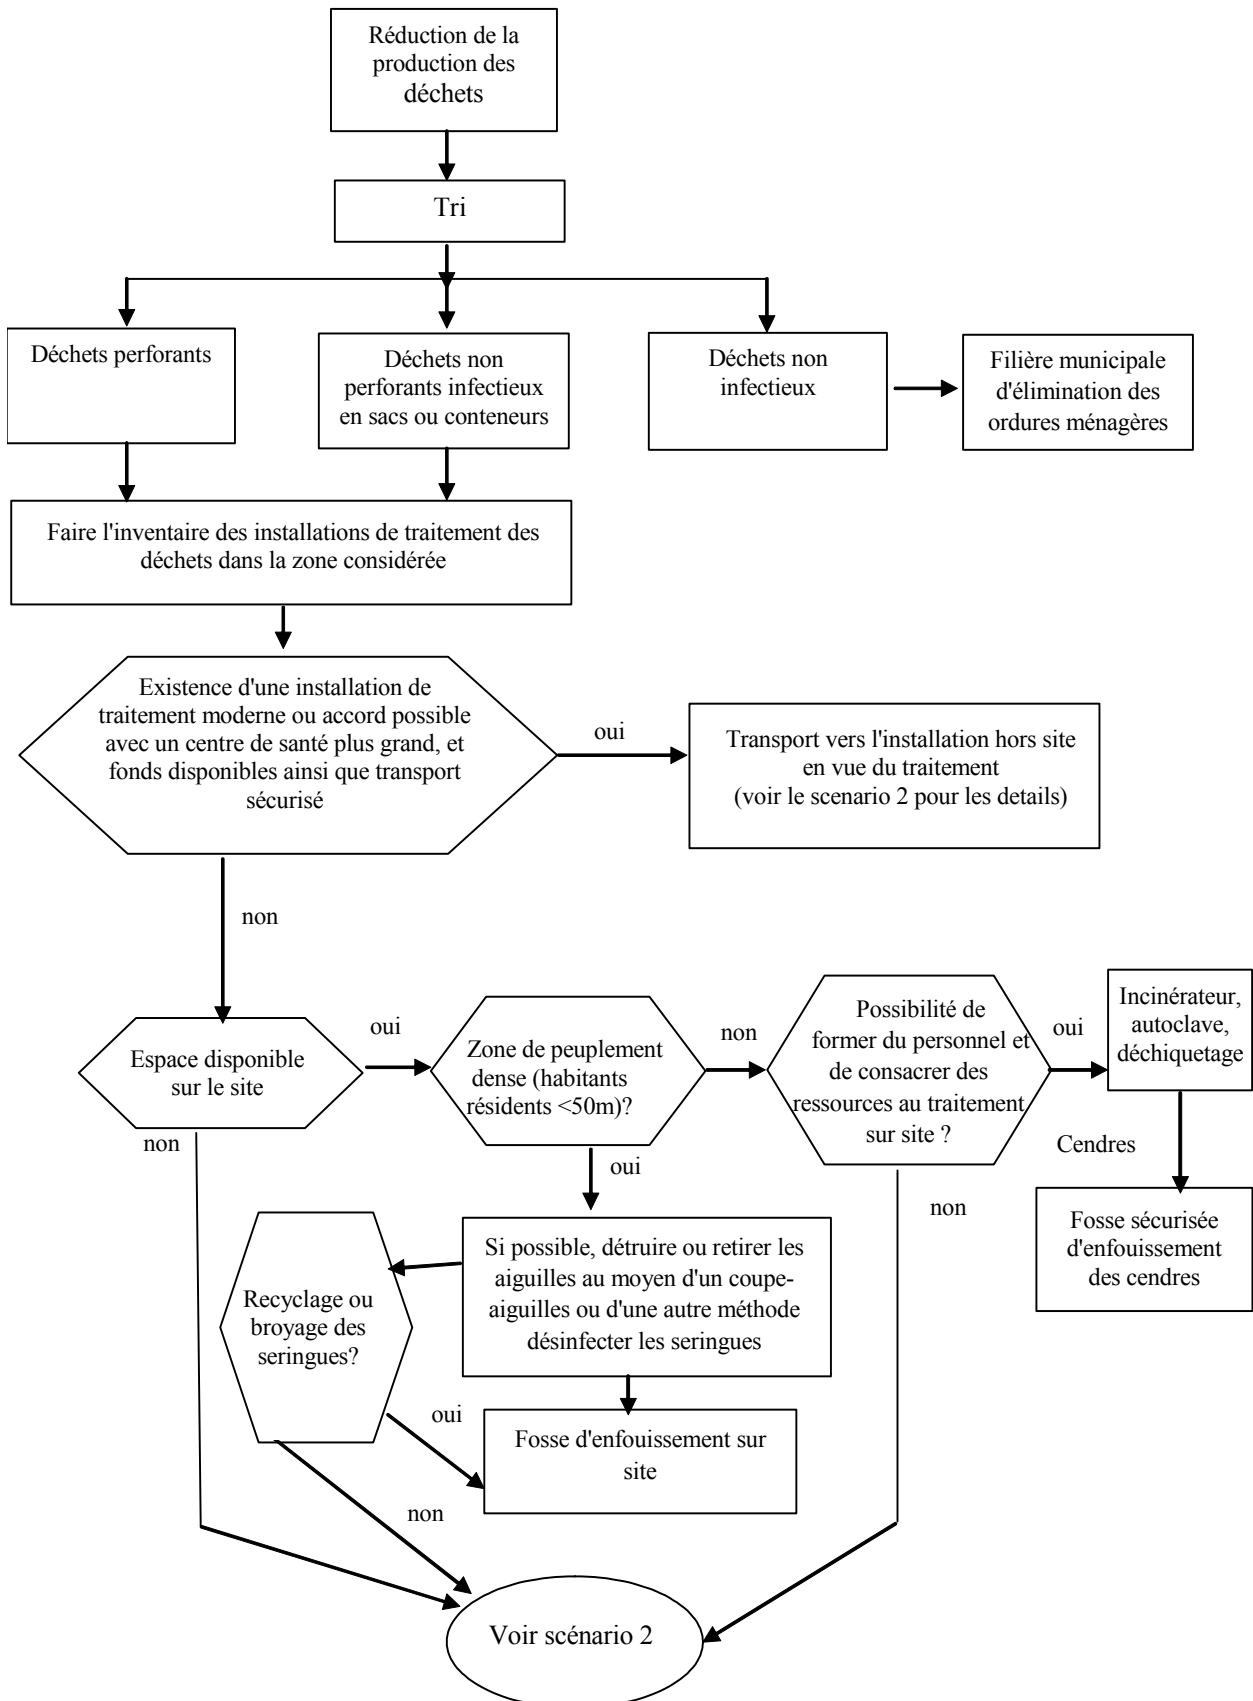 Réduction de la
production des
déchets
Tri
Déchets perforants
Déchets non
perforants infectieux
en sacs ou conteneurs
Déchets non
infectieux
Filière municipale
d'élimination des
ordures ménagères
Faire l'inventaire des installations de traitement des
déchets dans la zone considérée
Existence d'une installation de
traitement moderne ou accord possible
avec un centre de santé plus grand, et
fonds disponibles ainsi que transport
sécurisé
oui
Transport vers l'installation hors site
en vue du traitement
(voir le scenario 2 pour les details)
non
Espace disponible
sur le site
oui
Zone de peuplement
dense (habitants
résidents <50m)?
non
Possibilité de
former du personnel et
de consacrer des
ressources au traitement
sur site ?
oui
Incinérateur,
autoclave,
déchiquetage
non
oui
Cendres
non
Fosse sécurisée
d'enfouissement
des cendres
Si possible, détruire ou retirer les
aiguilles au moyen d'un coupe-
aiguilles ou d'une autre méthode
désinfecter les seringues
Recyclage ou
broyage des
seringues?
oui
Fosse d'enfouissement sur
site
non
Voir scénario 2